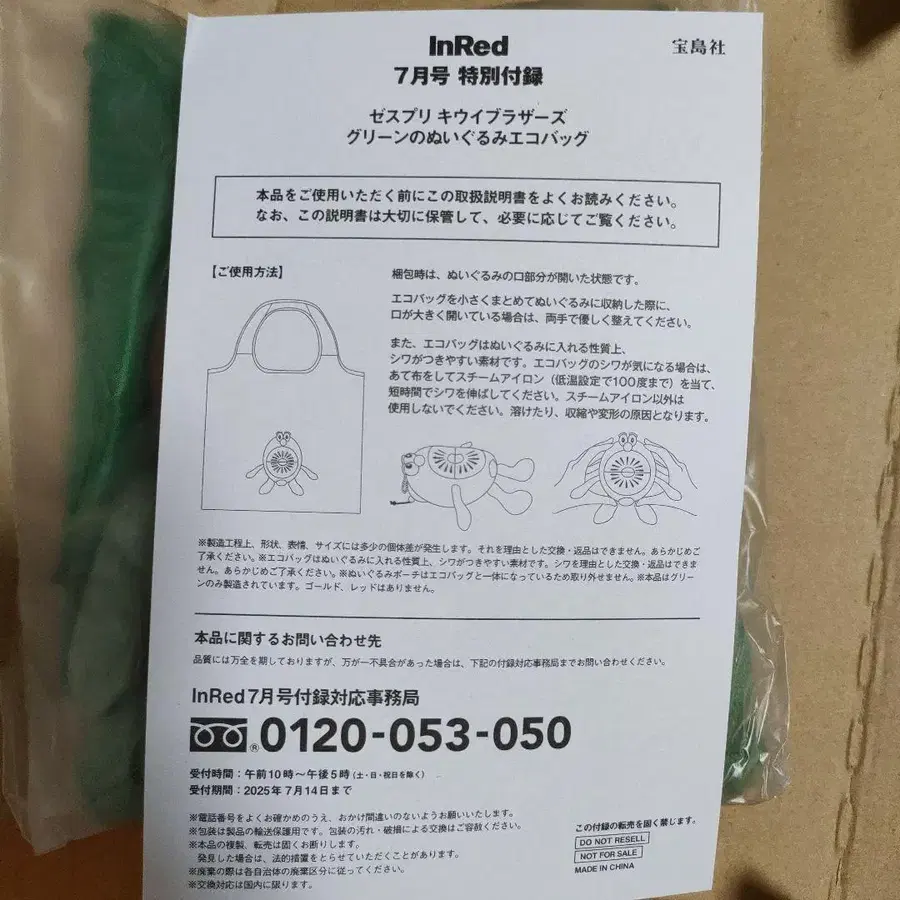 InRed
宝島社
7月号 特別付録
ゼスプリ キウイブラザーズ
グリーンのぬいぐるみエコバッグ
本品をご使用いただく前にこの取扱説明書をよくお読みください。
なお、この説明書は大切に保管して、必要に応じてご覧ください。
【ご使用方法】
梱包時は、ぬいぐるみの口部分が開いた状態です。
エコバッグを小さくまとめてぬいぐるみに収納した際に、
口が大きく開いている場合は、両手で優しく整えてください。
また、エコバッグはぬいぐるみに入れる性質上、
シワがつきやすい素材です。エコバッグのシワが気になる場合は、
あて布をしてスチームアイロン（低温設定で100度まで）を当て、
短時間でシワを伸ばしてください。スチームアイロン以外は
使用しないでください。溶けたり、収縮や変形の原因となります。
※製造工程上、形状、表情、サイズには多少の個体差が発生します。それを理由とした交換・返品はできません。あらかじめご
了承ください。※エコバッグはぬいぐるみに入れる性質上、シワがつきやすい素材です。シワを理由とした交換・返品はできま
せん。あらかじめご了承ください。※ぬいぐるみポーチはエコバッグと一体になっているため取り外せません。※本品はグリー
ンのみ製造されています。ゴールド、レッドはありません。
本品に関するお問い合わせ先
品質には万全を期しておりますが、万が一不具合があった場合は、下記の付録対応事務局までお問い合わせください。
InRed7月号付録対応事務局
® 0120-053-050
受付時間：午前10時〜午後5時（土・日・祝日を除く）
受付期間：2025年7月14日まで
※電話番号をよくお確かめのうえ、おかけ間違いのないようお願いいたします。
※包装は製品の輸送保護用です。包装の汚れ・破損による交換はご容赦ください。
※本品の複製、転売は固くお断りします。
発見した場合は、法的措置をとらせていただくことがあります。
※廃棄の際は各自治体の廃棄区分に従ってください。
※交換対応は国内に限ります。
この付録の転売を固く禁じます。
DO NOT RESELL
NOT FOR SALE
MADE IN CHINA